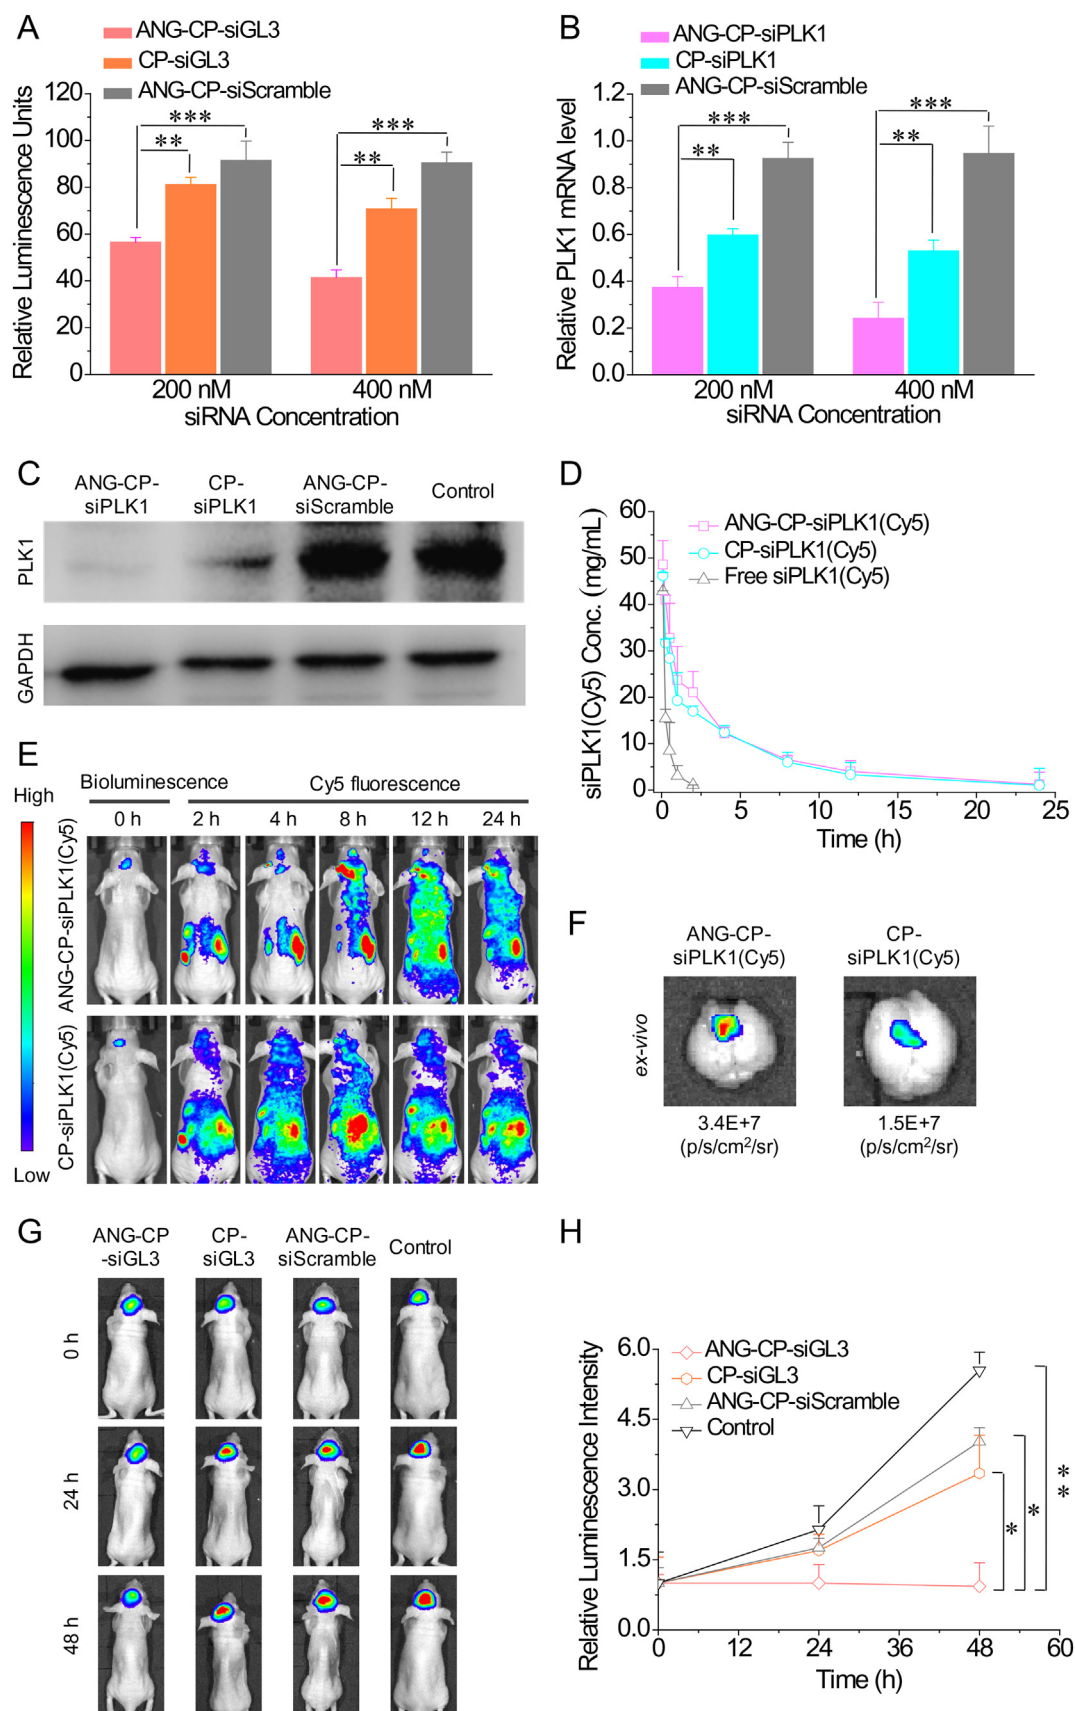 A
ANG-CP-siGL3
CP-siGL3
ANG-CP-siScramble
Relative Luminescence Units
120
100
80
60
40
20
0
***
**
***
**
200 nM
400 nM
siRNA Concentration
B
ANG-CP-siPLK1
CP-siPLK1
ANG-CP-siScramble
Relative PLK1 mRNA level
1.2
1.0
0.8
0.6
0.4
0.2
0.0
***
**
***
**
200 nM
400 nM
siRNA Concentration
C
ANG-CP-
siPLK1
CP-
siPLK1
ANG-CP-
siScramble
Control
PLK1
GAPDH
D
siPLK1(Cy5) Conc. (mg/mL)
60
50
40
30
20
10
0
ANG-CP-siPLK1(Cy5)
CP-siPLK1(Cy5)
Free siPLK1(Cy5)
0
5
10
15
20
25
Time (h)
E
High
Low
Bioluminescence
Cy5 fluorescence
0 h
2 h
4 h
8 h
12 h
24 h
ANG-CP-siPLK1(Cy5)
CP-siPLK1(Cy5)
F
ANG-CP-
siPLK1(Cy5)
CP-
siPLK1(Cy5)
ex-vivo
3.4E+7
(p/s/cm²/sr)
1.5E+7
(p/s/cm²/sr)
G
ANG-CP
-siGL3
CP-
siGL3
ANG-CP-
siScramble
Control
0 h
24 h
48 h
H
Relative Luminescence Intensity
6.0
4.5
3.0
1.5
0.0
ANG-CP-siGL3
CP-siGL3
ANG-CP-siScramble
Control
*
*
**
0
12
24
36
48
60
Time (h)